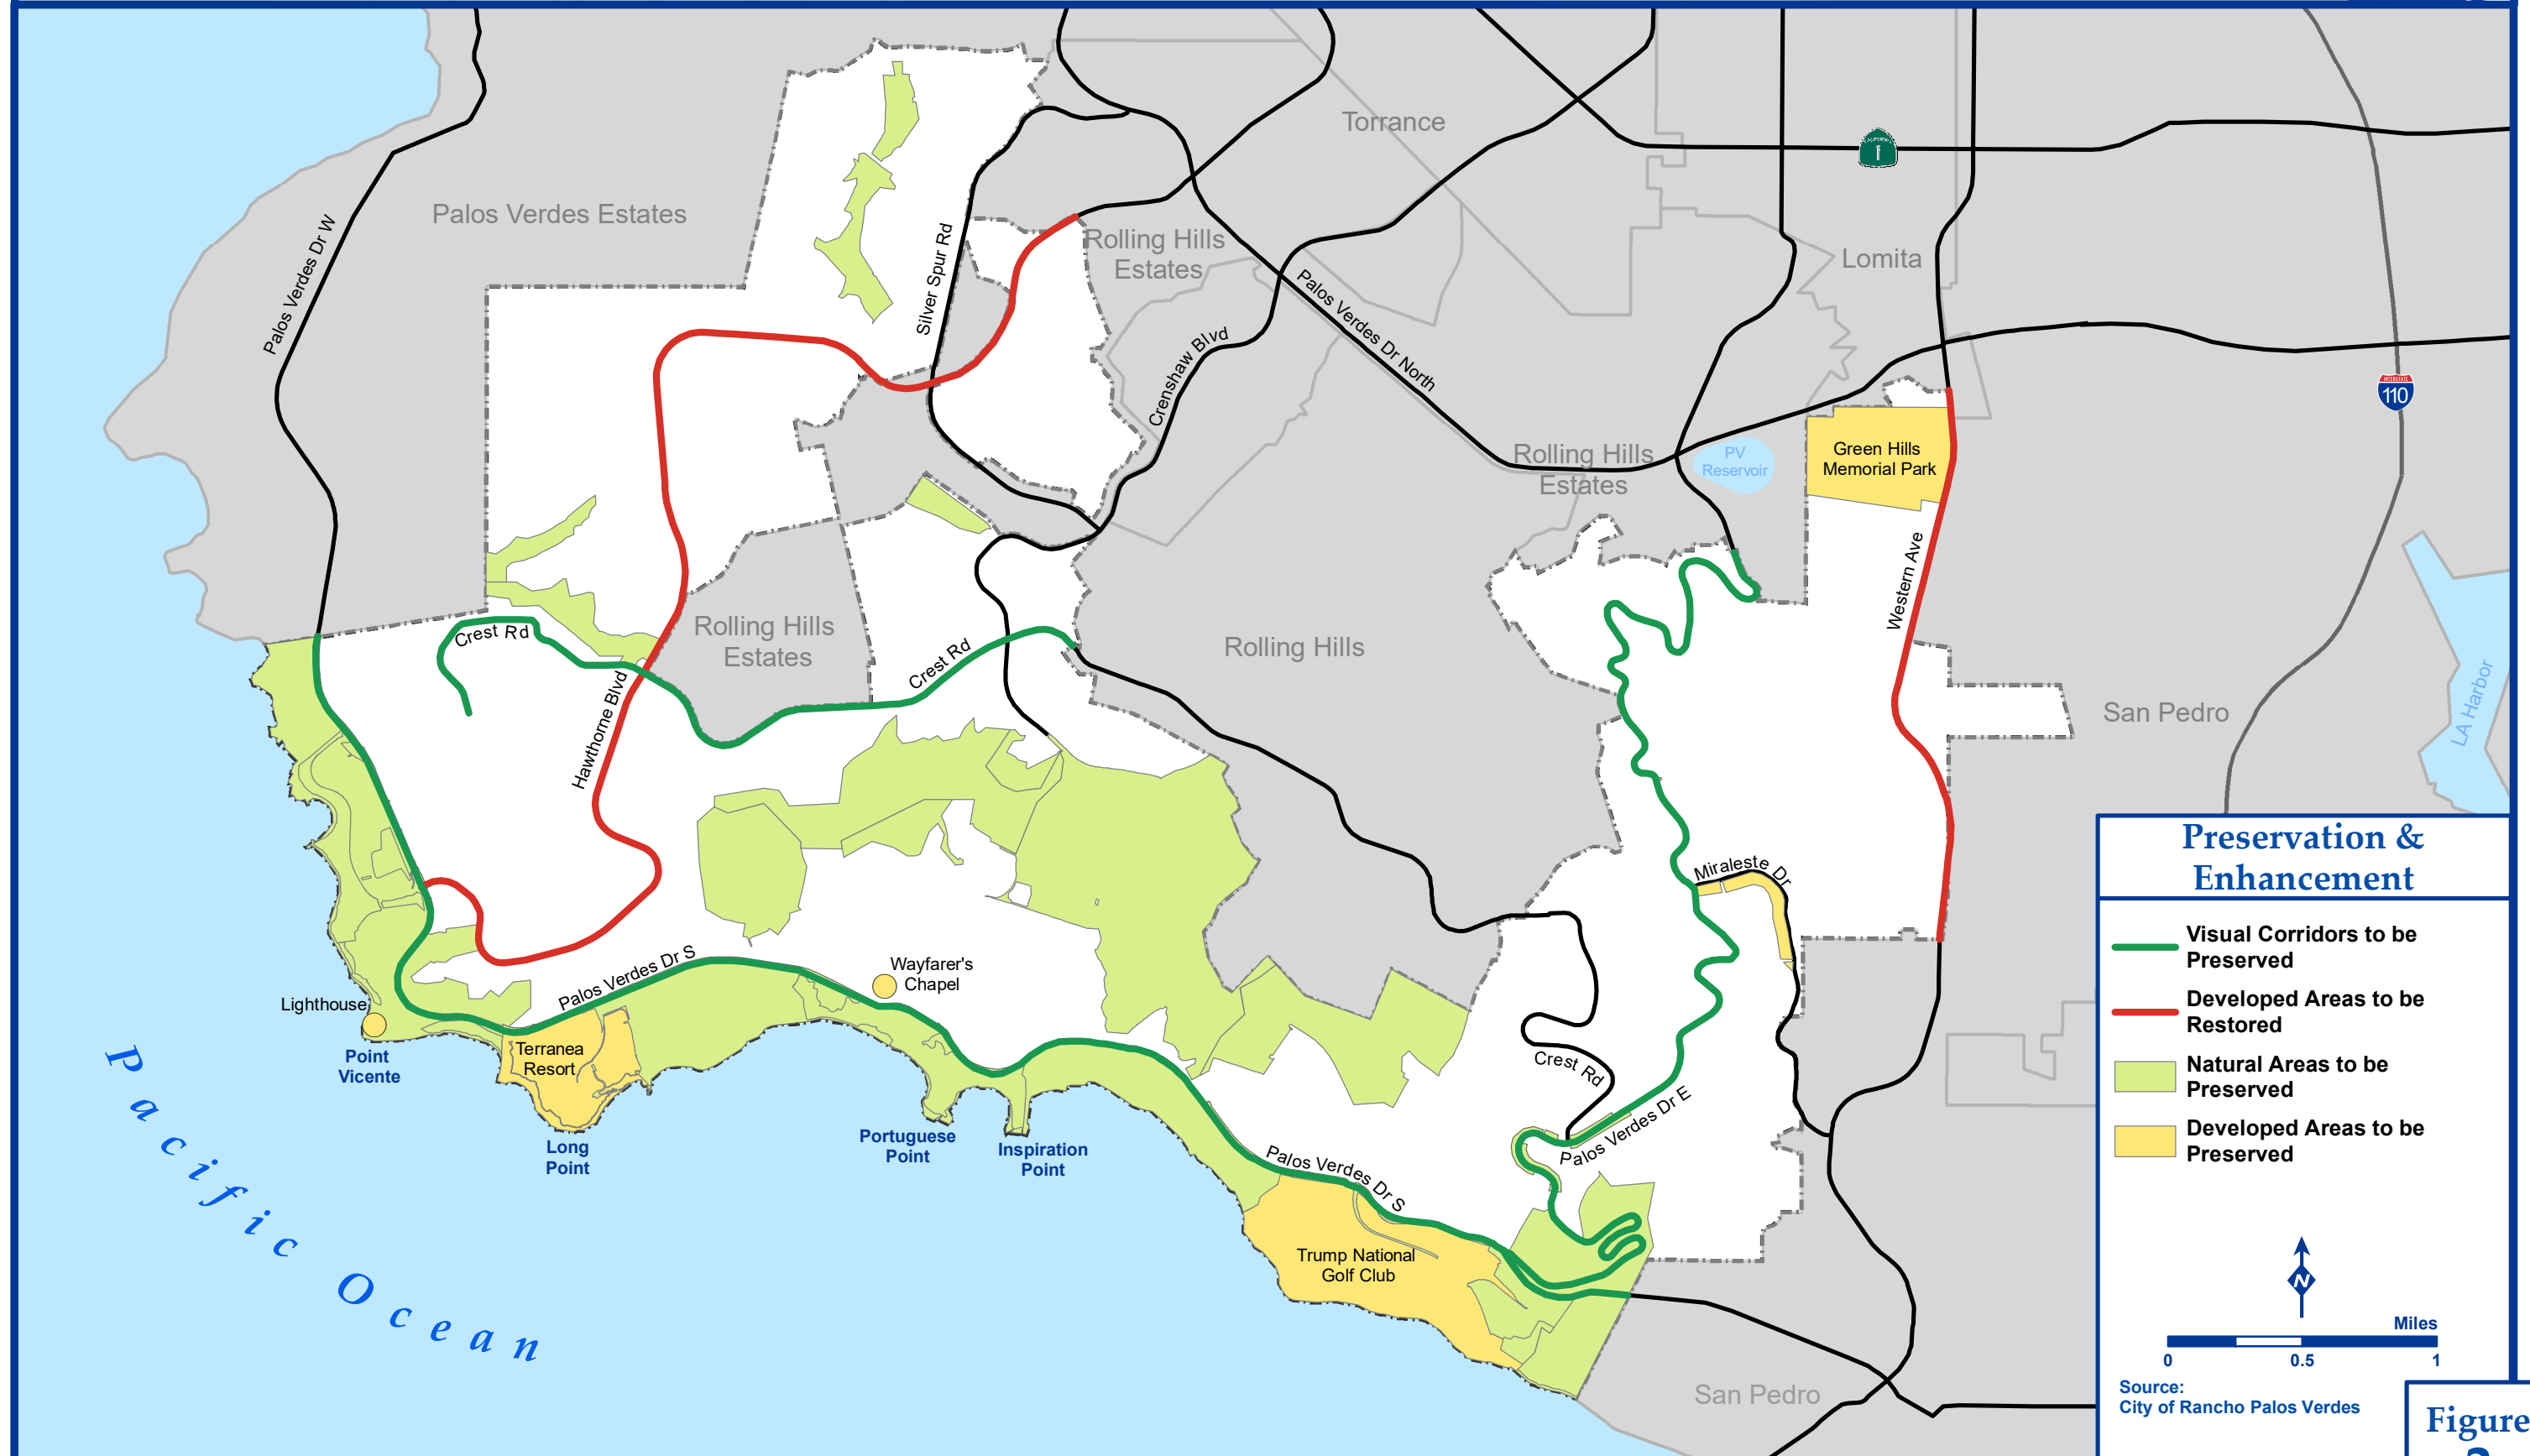 Torrance
1
Palos Verdes Estates
Palos Verdes Dr W
Silver Spur Rd
Rolling Hills
Estates
Lomita
Palos Verdes Dr North
Crenshaw Blvd
INTERSTATE
110
Rolling Hills
Estates
PV
Reservoir
Green Hills
Memorial Park
Western Ave
Crest Rd
Rolling Hills
Estates
Crest Rd
Rolling Hills
Hawthorne Blvd
San Pedro
LA Harbor
Miraleste Dr
Palos Verdes Dr S
Wayfarer's
Chapel
Lighthouse
Point
Vicente
Terranea
Resort
Long
Point
Portuguese
Point
Inspiration
Point
Crest Rd
Palos Verdes Dr E
Palos Verdes Dr S
Trump National
Golf Club
San Pedro
Pacific Ocean
Preservation &
Enhancement
Visual Corridors to be
Preserved
Developed Areas to be
Restored
Natural Areas to be
Preserved
Developed Areas to be
Preserved
N
Miles
0 0.5 1
Source:
City of Rancho Palos Verdes
Figure